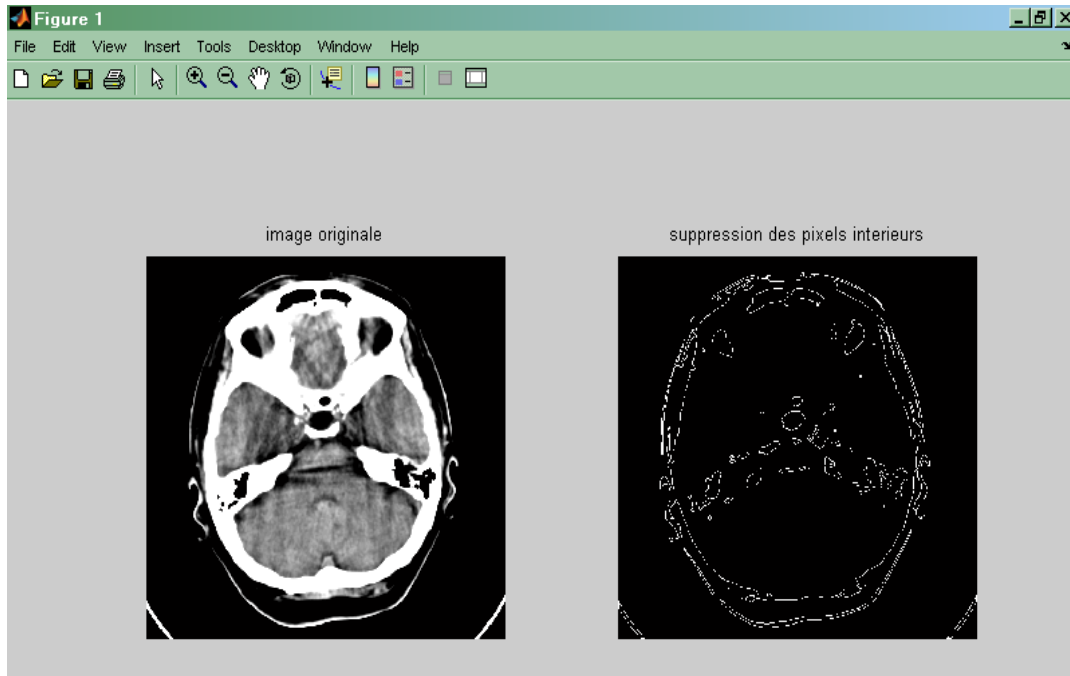 Figure 1
File Edit View Insert Tools Desktop Window Help
image originale
suppression des pixels interieurs